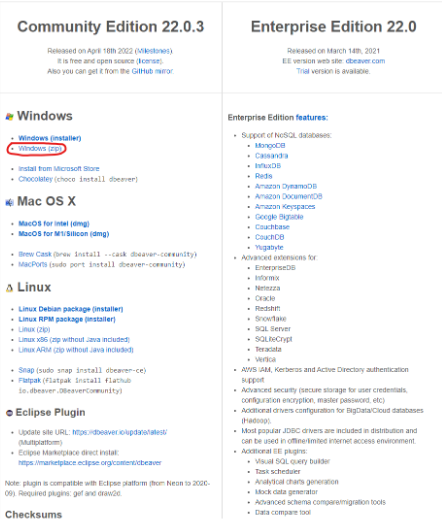 Community Edition 22.0.3
Released on April 18th 2022 (Milestones).
It is free and open source (license).
Also you can get it from the GitHub mirror.
Windows
Windows (installer)
Windows (zip)
Install from Microsoft Store
Chocolatey (choco install dbeaver)
Mac OS X
MacOS for Intel (dmg)
MacOS for M1/Silicon (dmg)
Brew Cask (brew install --cask dbeaver-community)
MacPorts (sudo port install dbeaver-community)
Linux
Linux Debian package (installer)
Linux RPM package (installer)
Linux (zip)
Linux x86 (zip without Java included)
Linux ARM (zip without Java included)
Snap (sudo snap install dbeaver-ce)
Flatpak (flatpak install flathub
io.dbeaver.DBeaverCommunity)
Eclipse Plugin
Update site URL: https://dbeaver.io/update/latest/
(Multiplatform)
Eclipse Marketplace direct install:
https://marketplace.eclipse.org/content/dbeaver
Note: plugin is compatible with Eclipse platform (from Neon to 2020-
09). Required plugins: gef and draw2d.
Checksums
Enterprise Edition 22.0
Released on March 14th, 2021
EE version web site: dbeaver.com
Trial version is available.
Enterprise Edition features:
Support of NoSQL databases:
MongoDB
Cassandra
InfluxDB
Redis
Amazon DynamoDB
Amazon DocumentDB
Amazon Keyspaces
Google Bigtable
Couchbase
CouchDB
Yugabyte
Advanced extensions for:
EnterpriseDB
Informix
Netezza
Oracle
Redshift
Snowflake
SQL Server
SQLiteCrypt
Teradata
Vertica
AWS IAM, Kerberos and Active Directory authentication
support
Advanced security (secure storage for user credentials,
configuration encryption, master password, etc)
Additional drivers configuration for BigData/Cloud databases
(Hadoop).
Most popular JDBC drivers are included in distribution and
can be used in offline/limited internet access environment.
Additional EE plugins:
Visual SQL query builder
Task scheduler
Analytical charts generation
Mock data generator
Advanced schema compare/migration tools
Data compare tool